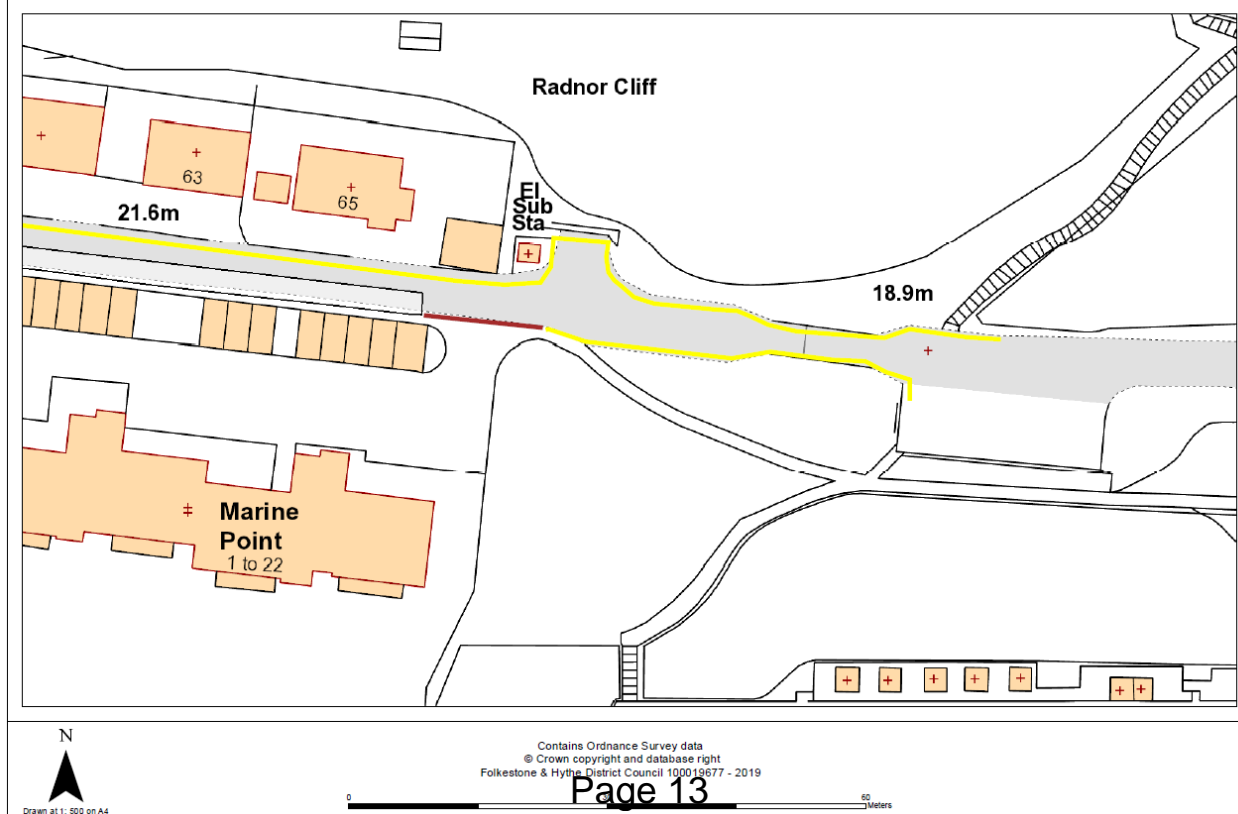 Radnor Cliff
63
65
El
Sub
Sta
21.6m
18.9m
Marine
Point
1 to 22
N
Drawn at 1: 500 on A4
Contains Ordnance Survey data
© Crown copyright and database right
Folkestone & Hythe District Council 100019677 - 2019
Page 13
0
60
Meters